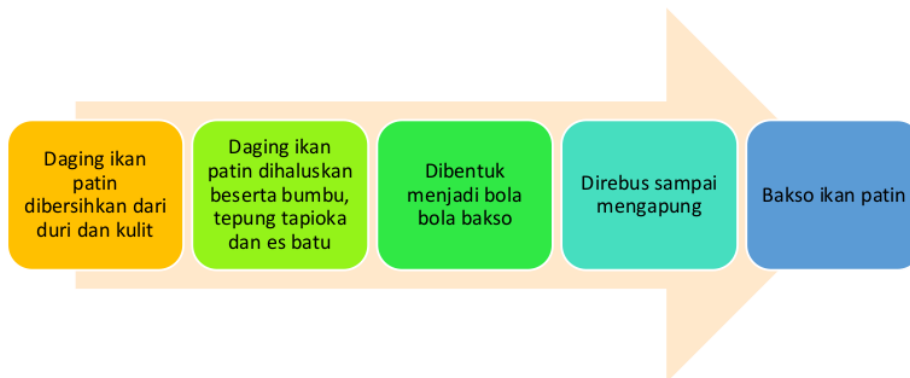 Daging ikan
patin
dibersihkan dari
duri dan kulit
Daging ikan
patin dihaluskan
beserta bumbu,
tepung tapioka
dan es batu
Dibentuk
menjadi bola
bola bakso
Direbus sampai
mengapung
Bakso ikan patin